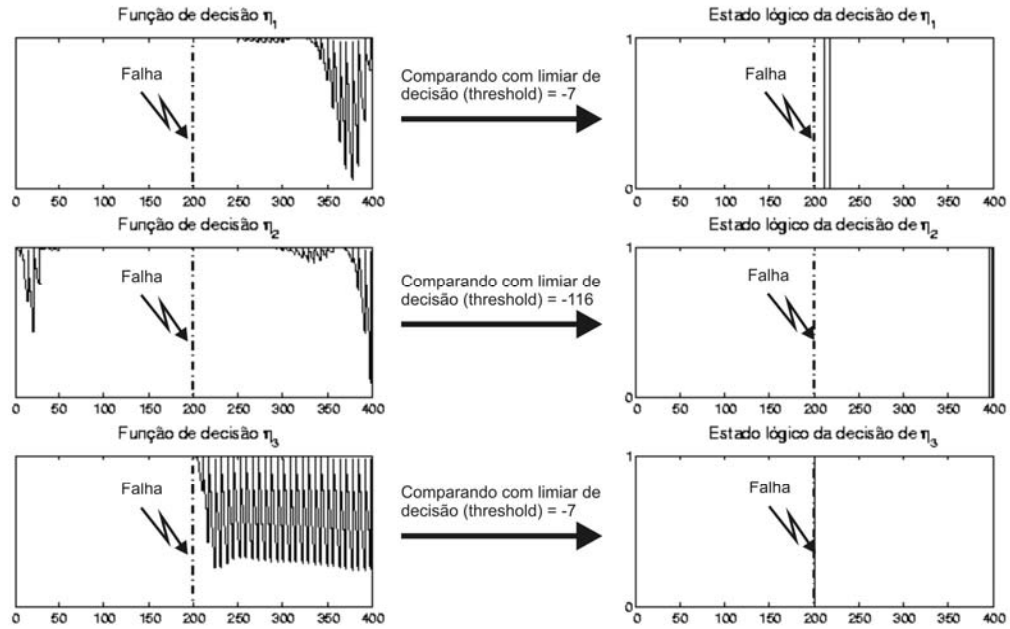 Função de decisão η1
Estado lógico da decisão de η1
1
Falha
Comparando com limiar de
decisão (threshold) = -7
Falha
0
0 50 100 150 200 250 300 350 400
0 50 100 150 200 250 300 350 400
Função de decisão η2
Estado lógico da decisão de η2
1
Falha
Comparando com limiar de
decisão (threshold) = -116
Falha
0
0 50 100 150 200 250 300 350 400
0 50 100 150 200 250 300 350 400
Função de decisão η3
Estado lógico da decisão de η3
1
Falha
Comparando com limiar de
decisão (threshold) = -7
Falha
0
0 50 100 150 200 250 300 350 400
0 50 100 150 200 250 300 350 400